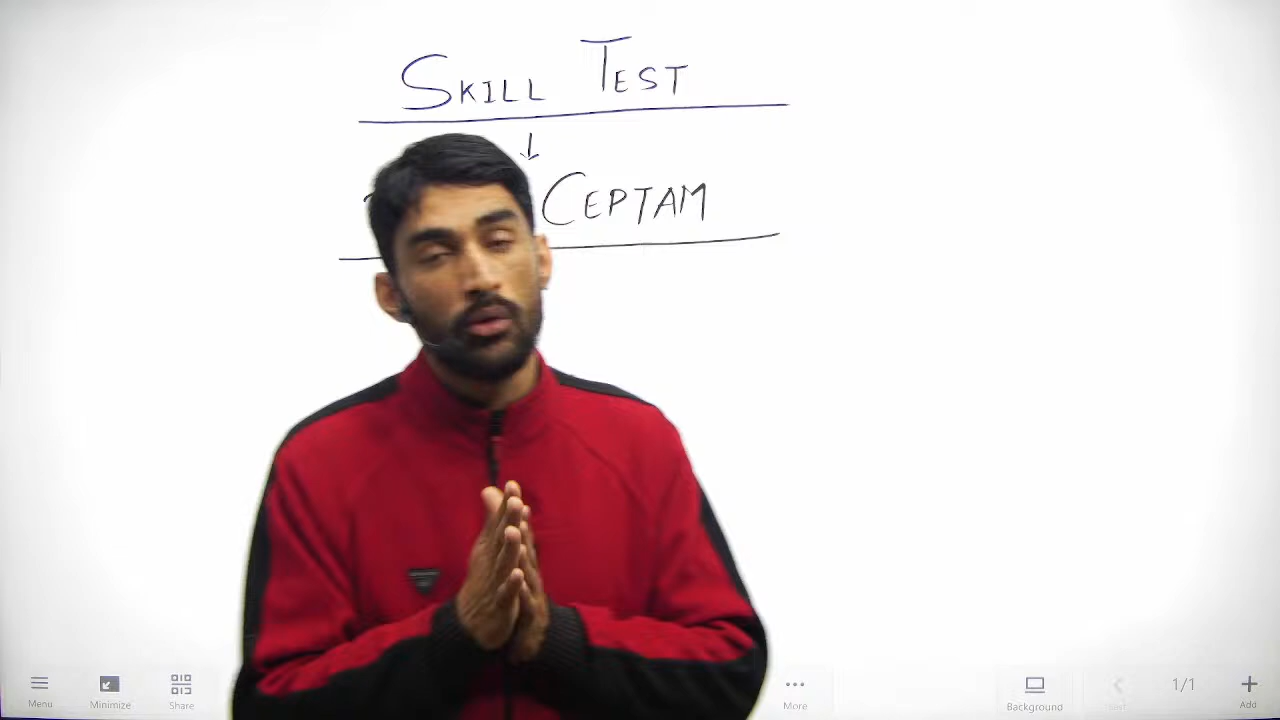 SKILL TEST
CEPTAM
Menu
Minimize
Share
More
Background
1/1
Add